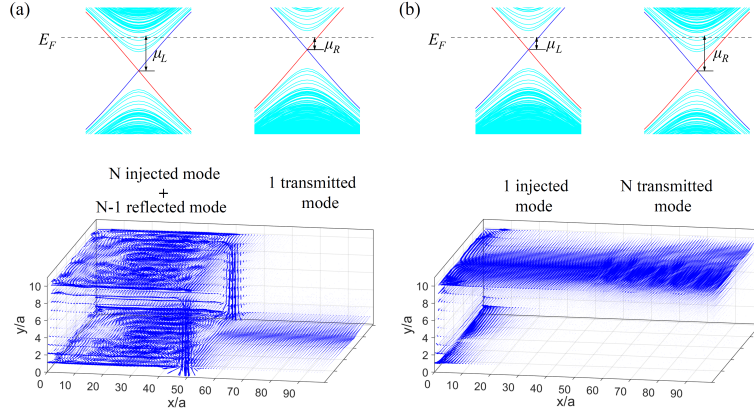 (a)
E_F
μ_L
μ_R
N injected mode
+
N-1 reflected mode
1 transmitted
mode
y/a
10
8
6
4
2
0
0 10 20 30 40 50 60 70 80 90
x/a
(b)
E_F
μ_L
μ_R
1 injected
mode
N transmitted
mode
y/a
10
8
6
4
2
0
0 10 20 30 40 50 60 70 80 90
x/a